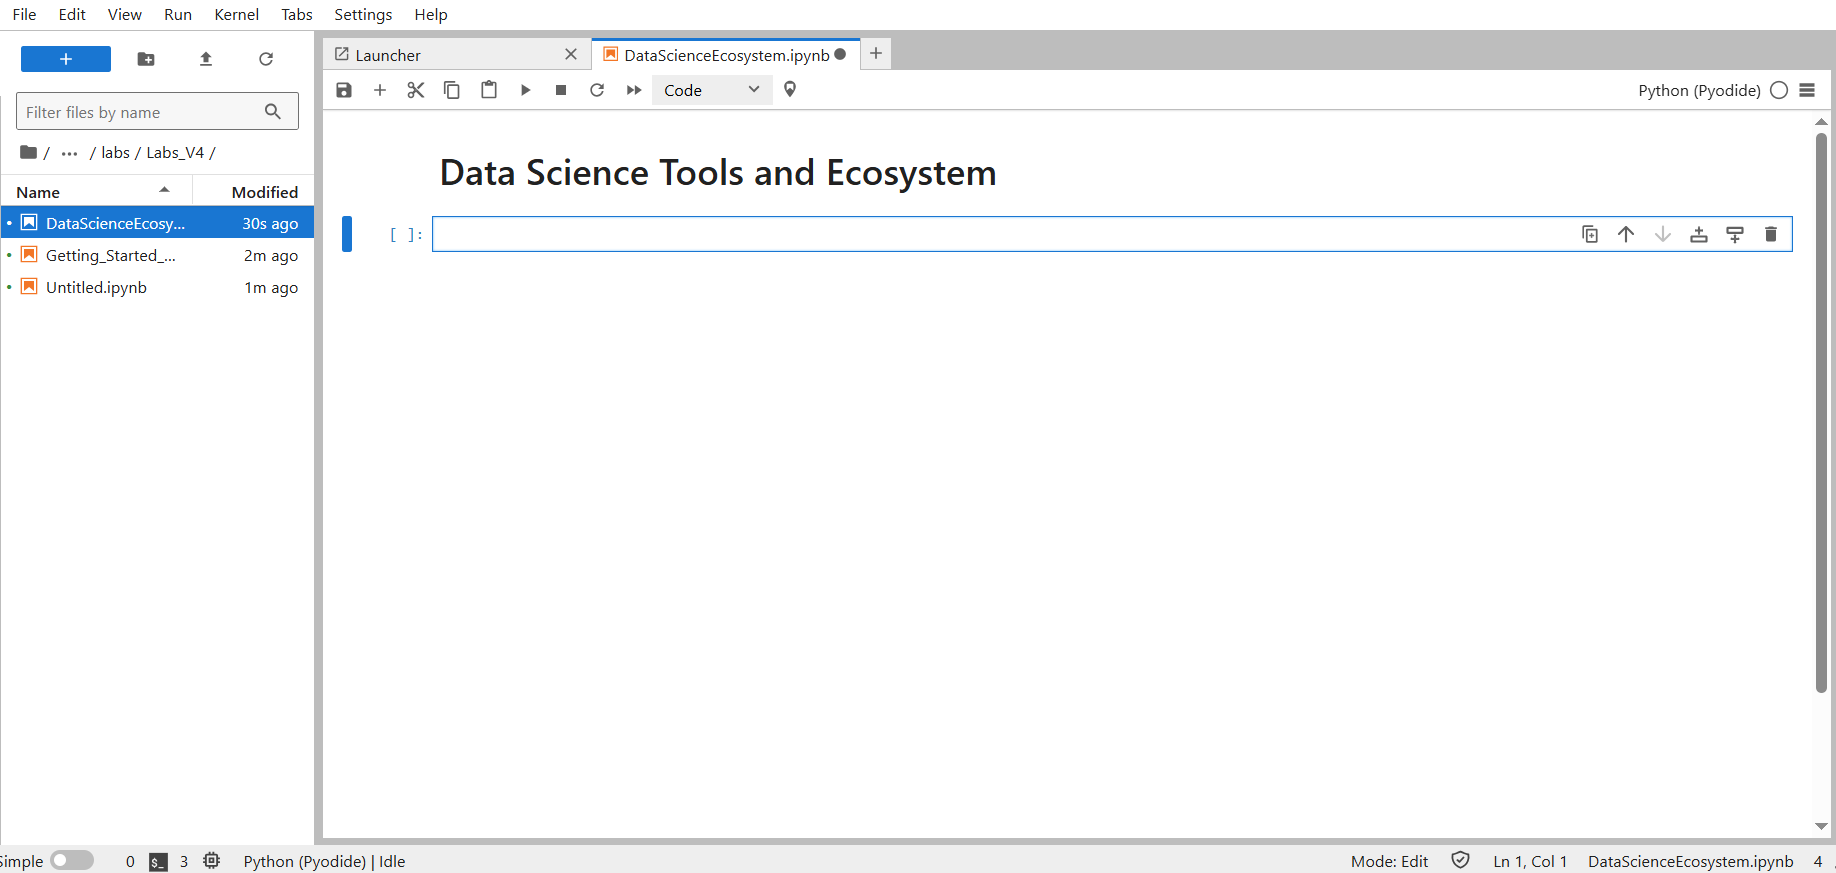 File Edit View Run Kernel Tabs Settings Help
Launcher
DataScienceEcosystem.ipynb
Code
Python (Pyodide)
Filter files by name
/ ... / labs / Labs_V4 /
Name Modified
DataScienceEcosy... 30s ago
Getting_Started_... 2m ago
Untitled.ipynb 1m ago
Data Science Tools and Ecosystem
[ ]:
Simple 0 $_ 3 Python (Pyodide) | Idle Mode: Edit Ln 1, Col 1 DataScienceEcosystem.ipynb 4